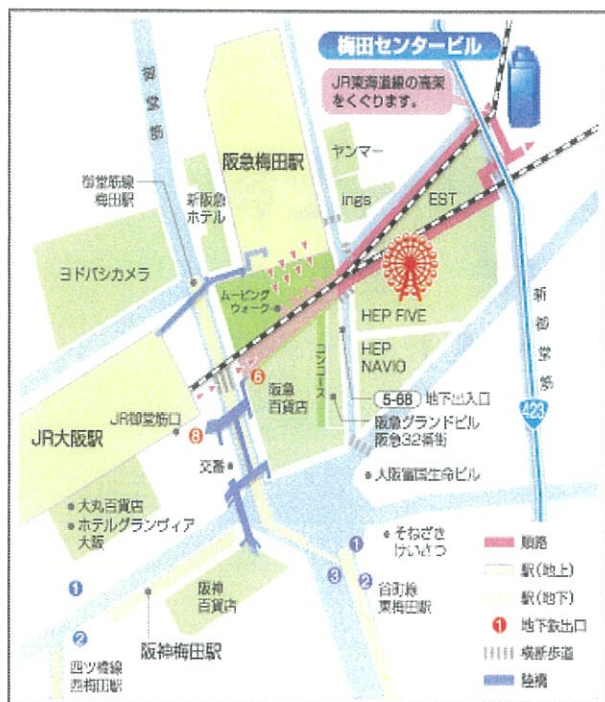 梅田センタービル
JR東海道線の高架
をくぐります。
御堂筋
阪急梅田駅
ヤンマー
御堂筋線
梅田駅
新阪急
ホテル
ings
EST
ヨドバシカメラ
ムービング
ウォーク
HEP FIVE
新御堂筋
コンコース
HEP
NAVIO
6
阪急
百貨店
5-68 地下出入口
423
JR御堂筋口
8
阪急グランドビル
阪急32番街
JR大阪駅
交番
大阪富国生命ビル
大丸百貨店
ホテルグランヴィア
大阪
そねざき
けいさつ
1
順路
1
3
2
駅(地上)
阪神
百貨店
谷町線
東梅田駅
駅(地下)
2
阪神梅田駅
1 地下鉄出口
横断歩道
四ツ橋線
西梅田駅
陸橋